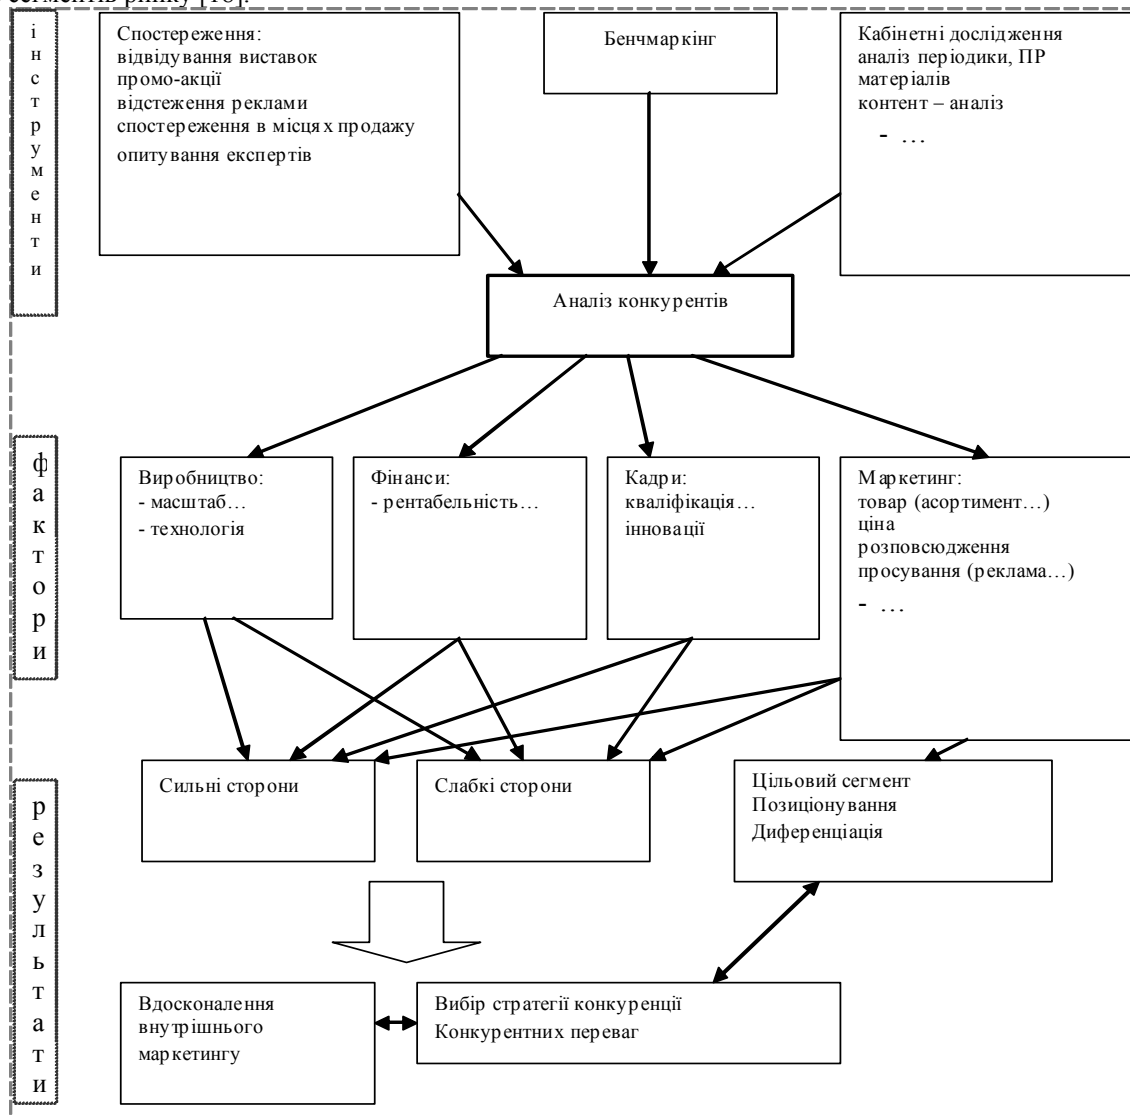 сегментів ринку [18].
інструменти
Спостереження:
відвідування виставок
промо-акції
відстеження реклами
спостереження в місцях продажу
опитування експертів
Бенчмаркінг
Кабінетні дослідження
аналіз періодики, ПР
матеріалів
контент – аналіз
- …
Аналіз конкурентів
фактори
Виробництво:
- масштаб…
- технологія
Фінанси:
- рентабельність…
Кадри:
кваліфікація…
інновації
Маркетинг:
товар (асортимент…)
ціна
розповсюдження
просування (реклама…)
- …
результати
Сильні сторони
Слабкі сторони
Цільовий сегмент
Позиціонування
Диференціація
Вдосконалення
внутрішнього
маркетингу
Вибір стратегії конкуренції
Конкурентних переваг